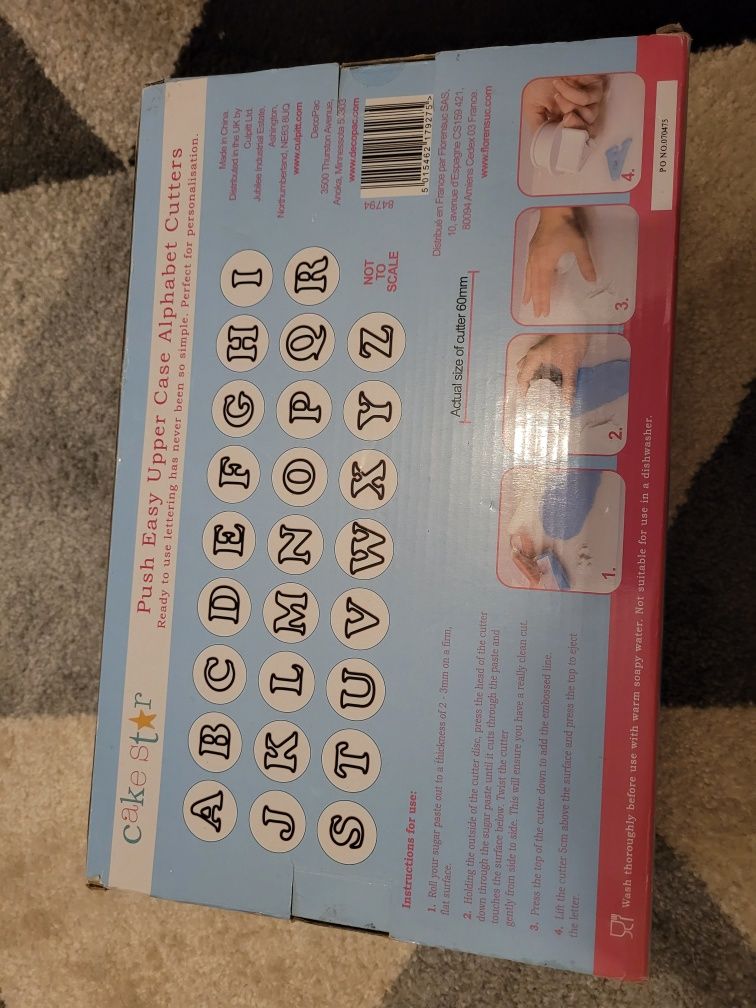 cake star
Push Easy Upper Case Alphabet Cutters
Ready to use lettering has never been so simple. Perfect for personalisation.
A B C D E F G H I
J K L M N O P Q R
S T U V W X Y Z
NOT
TO
SCALE
Made in China
Distributed in the UK by
Culpitt Ltd
Jubilee Industrial Estate,
Ashington,
Northumberland, NE63 8UQ
www.culpitt.com
DecoPac
3500 Thurston Avenue,
Anoka, Minnesota 5 303
www.decopac.com
84794
5 015462 179275 >
Distribué en France par Florensuc SAS,
10, avenue d'Espagne CS159 421,
80094 Amiens Cedex 03 France.
www.florensuc.com
Actual size of cutter 60mm
Instructions for use:
1. Roll your sugar paste out to a thickness of 2 - 3mm on a firm,
flat surface.
2. Holding the outside of the cutter disc, press the head of the cutter
down through the sugar paste until it cuts through the paste and
touches the surface below. Twist the cutter
gently from side to side. This will ensure you have a really clean cut.
3. Press the top of the cutter down to add the embossed line.
4. Lift the cutter 5cm above the surface and press the top to eject
the letter.
1.
2.
3.
4.
Wash thoroughly before use with warm soapy water. Not suitable for use in a dishwasher.
PO NO.070475